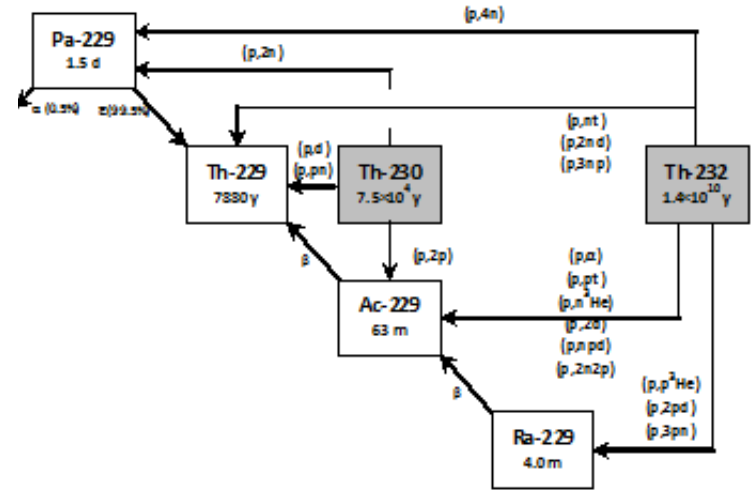 (p,4n)
Pa-229
1.5 d
(p,2n)
α (0.5%)
ε(99.5%)
(p,nt)
(p,2nd)
(p,3np)
(p,d)
(p,pn)
Th-229
7880 y
Th-230
7.5×10⁴ y
Th-232
1.4×10¹⁰ y
β
(p,2p)
(p,α)
(p,pt)
(p,n³He)
(p,2d)
(p,npd)
(p,2n2p)
Ac-229
63 m
β
(p,p³He)
(p,2pd)
(p,3pn)
Ra-229
4.0 m